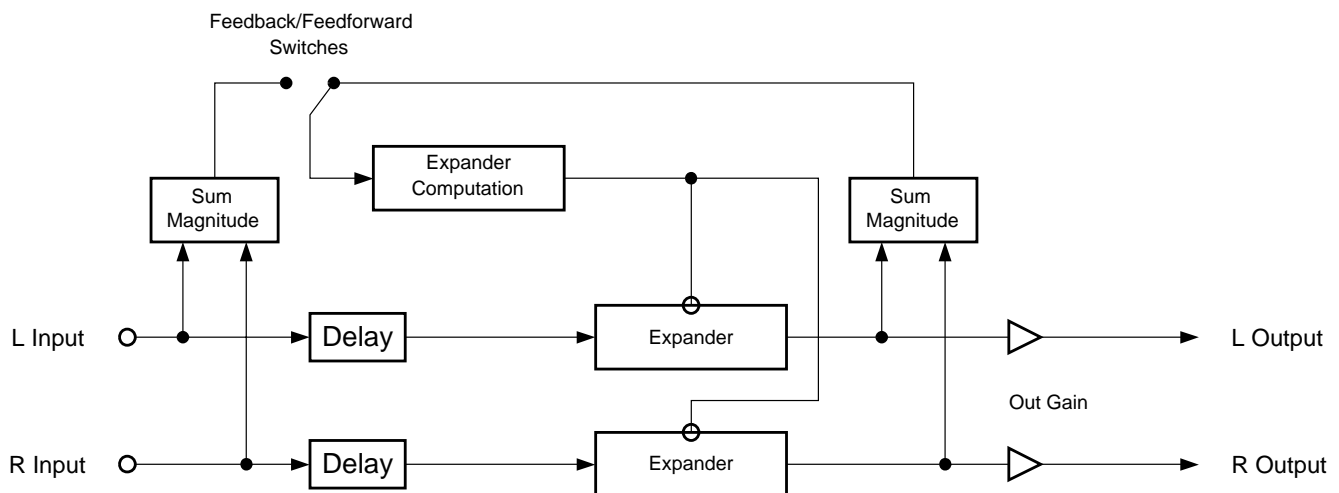 Feedback/Feedforward
Switches
Expander
Computation
Sum
Magnitude
Sum
Magnitude
L Input
Delay
Expander
L Output
Out Gain
R Input
Delay
Expander
R Output